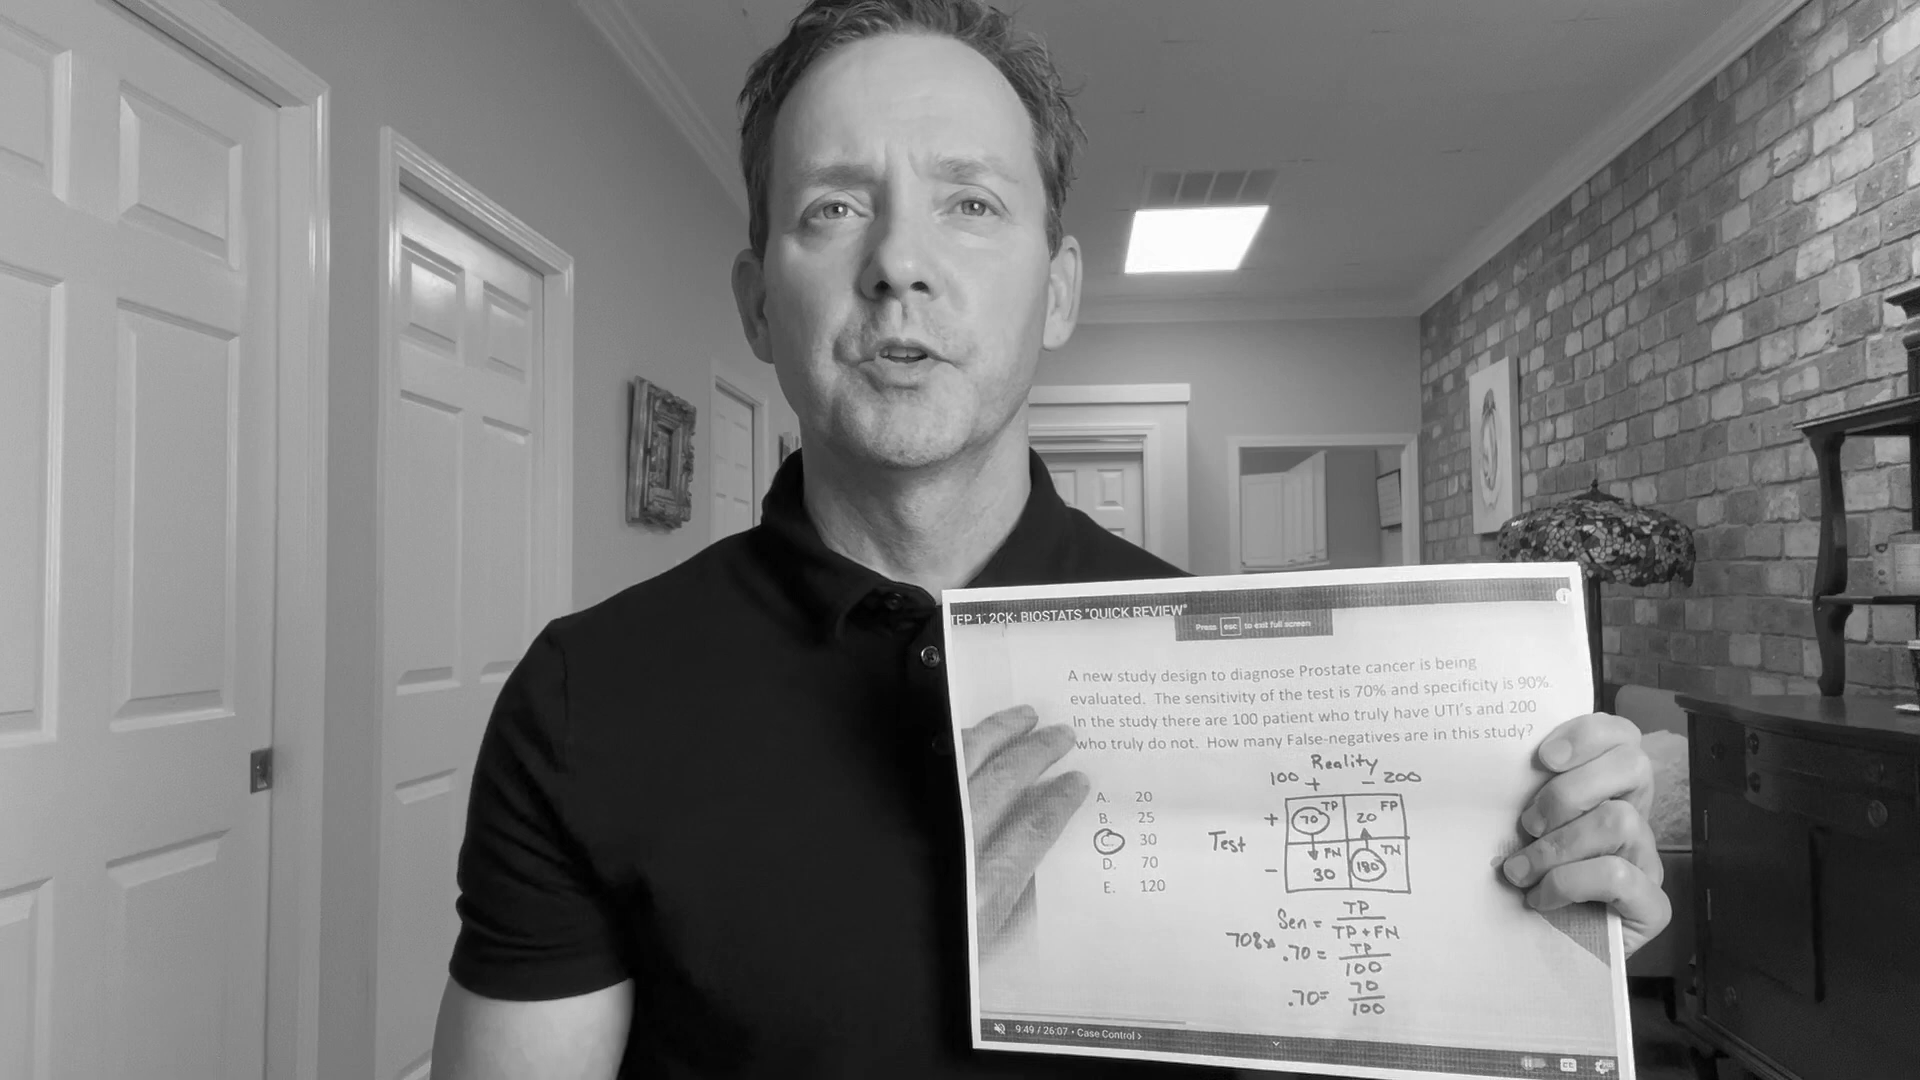 TEP 1, 2CK: BIOSTATS "QUICK REVIEW"
Press esc to exit full screen
A new study design to diagnose Prostate cancer is being
evaluated. The sensitivity of the test is 70% and specificity is 90%.
In the study there are 100 patient who truly have UTI's and 200
who truly do not. How many False-negatives are in this study?
A. 20
B. 25
C. 30
D. 70
E. 120
Reality
100 + - 200
Test
+ 70 TP 20 FP
- FN 30 TN 180
Sen = TP / TP + FN
70% .70 = TP / 100
.70 = 70 / 100
9:49 / 26:07 • Case Control >
CC